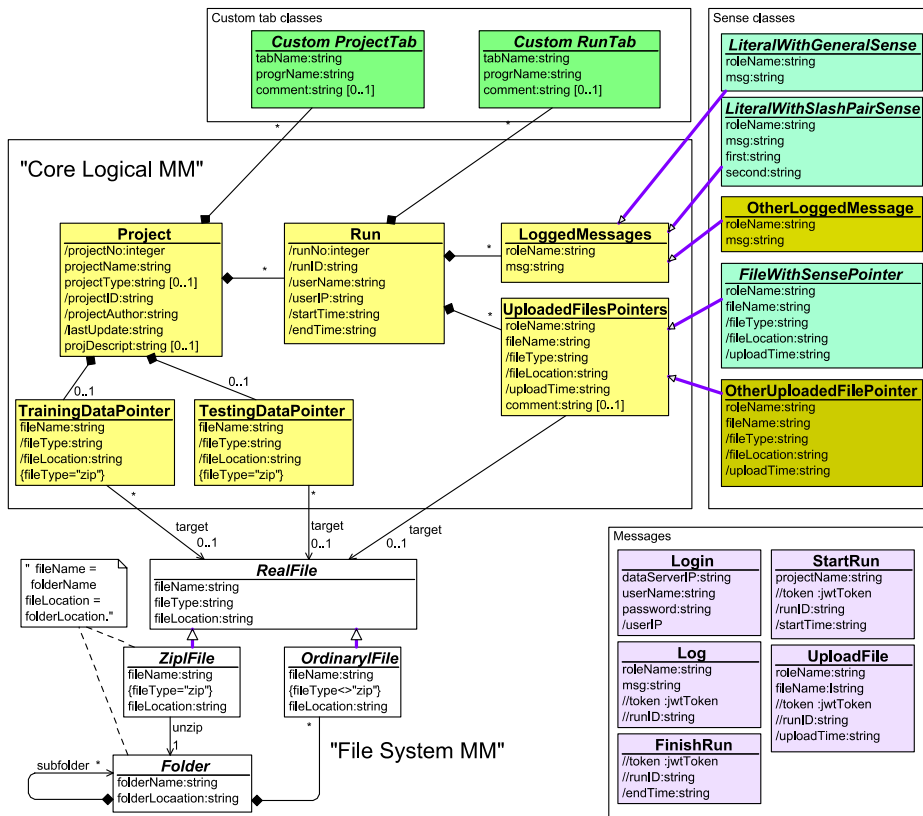 Custom tab classes
Custom ProjectTab
tabName:string
progrName:string
comment:string [0..1]
Custom RunTab
tabName:string
progrName:string
comment:string [0..1]
*
*
Sense classes
LiteralWithGeneralSense
roleName:string
msg:string
LiteralWithSlashPairSense
roleName:string
msg:string
first:string
second:string
OtherLoggedMessage
roleName:string
msg:string
FileWithSensePointer
roleName:string
fileName:string
/fileType:string
/fileLocation:string
/uploadTime:string
OtherUploadedFilePointer
roleName:string
fileName:string
/fileType:string
/fileLocation:string
/uploadTime:string
"Core Logical MM"
Project
/projectNo:integer
projectName:string
projectType:string [0..1]
/projectID:string
/projectAuthor:string
/lastUpdate:string
projDescript:string [0..1]
*
Run
/runNo:integer
/runID:string
/userName:string
/userIP:string
/startTime:string
/endTime:string
*
*
LoggedMessages
roleName:string
msg:string
UploadedFilesPointers
roleName:string
fileName:string
/fileType:string
/fileLocation:string
/uploadTime:string
comment:string [0..1]
0..1
0..1
TrainingDataPointer
fileName:string
/fileType:string
/fileLocation:string
{fileType="zip"}
TestingDataPointer
fileName:string
/fileType:string
/fileLocation:string
{fileType="zip"}
*
*
target
0..1
target
0..1
target
0..1
" fileName =
folderName
fileLocation =
folderLocation."
RealFile
fileName:string
fileType:string
fileLocation:string
ZiplFile
fileName:string
{fileType="zip"}
fileLocation:string
OrdinarylFile
fileName:string
{fileType<>"zip"}
fileLocation:string
unzip
1
*
subfolder *
Folder
folderName:string
folderLocaation:string
"File System MM"
Messages
Login
dataServerIP:string
userName:string
password:string
/userIP
StartRun
projectName:string
//token :jwtToken
/runID:string
/startTime:string
Log
roleName:string
msg:string
//token :jwtToken
//runID:string
UploadFile
roleName:string
fileName:lstring
//token :jwtToken
//runID:string
/uploadTime:string
FinishRun
//token :jwtToken
//runID:string
/endTime:string